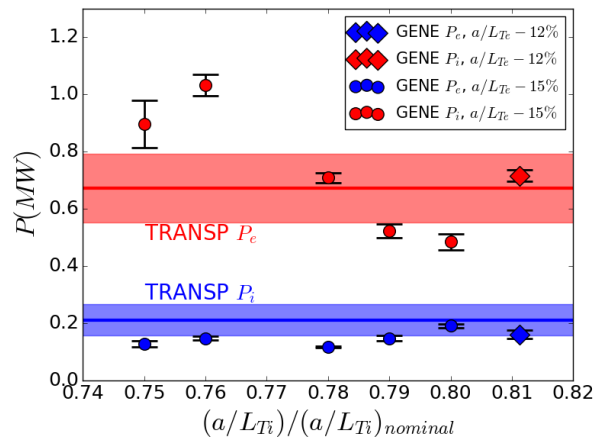 1.2
1.0
0.8
0.6
0.4
0.2
0.0
P(MW)
GENE P_e, a/L_{Te} − 12%
GENE P_i, a/L_{Te} − 12%
GENE P_e, a/L_{Te} − 15%
GENE P_i, a/L_{Te} − 15%
TRANSP P_e
TRANSP P_i
0.74 0.75 0.76 0.77 0.78 0.79 0.80 0.81 0.82
(a/L_{Ti})/(a/L_{Ti})_{nominal}